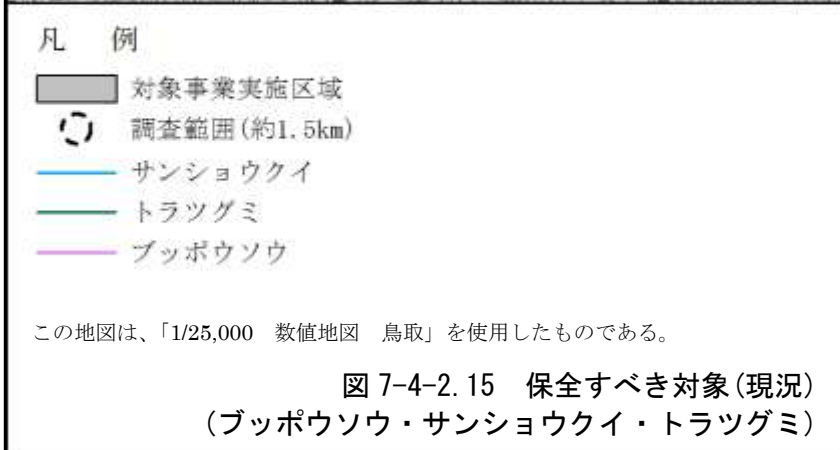 凡　例
対象事業実施区域
調査範囲(約1.5km)
サンショウクイ
トラツグミ
ブッポウソウ
この地図は、「1/25,000　数値地図　鳥取」を使用したものである。
図 7-4-2.15　保全すべき対象(現況)
(ブッポウソウ・サンショウクイ・トラツグミ)